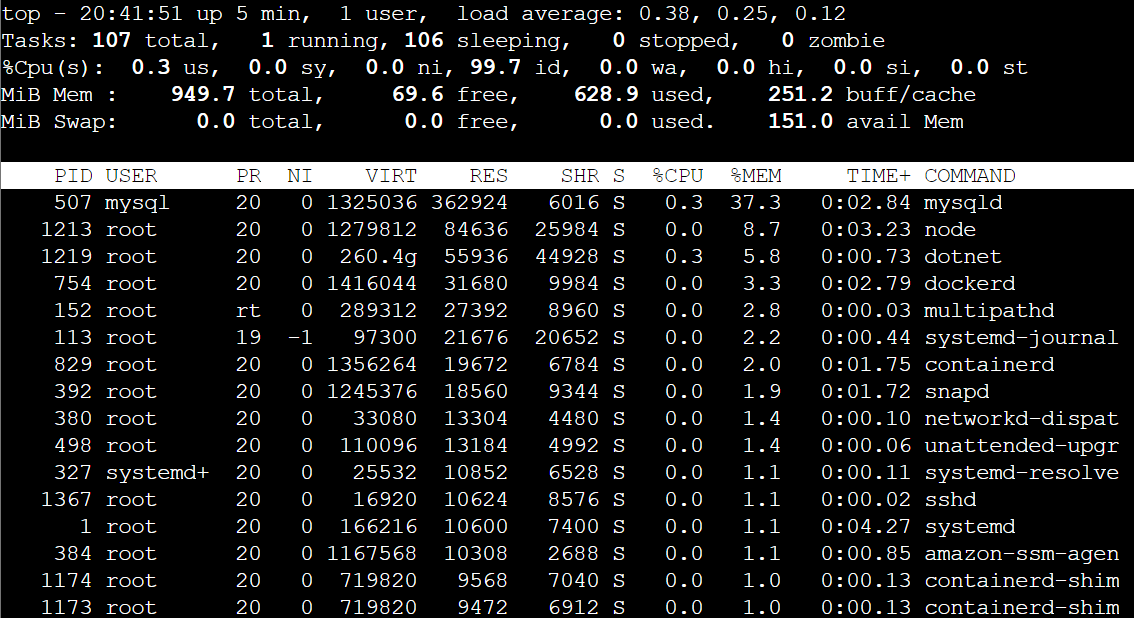 top - 20:41:51 up 5 min,  1 user,  load average: 0.38, 0.25, 0.12
Tasks: 107 total,   1 running, 106 sleeping,   0 stopped,   0 zombie
%Cpu(s):  0.3 us,  0.0 sy,  0.0 ni, 99.7 id,  0.0 wa,  0.0 hi,  0.0 si,  0.0 st
MiB Mem :    949.7 total,     69.6 free,    628.9 used,    251.2 buff/cache
MiB Swap:      0.0 total,      0.0 free,      0.0 used.    151.0 avail Mem
    PID USER      PR  NI    VIRT    RES    SHR S  %CPU  %MEM     TIME+ COMMAND
    507 mysql     20   0 1325036 362924   6016 S   0.3  37.3   0:02.84 mysqld
   1213 root      20   0 1279812  84636  25984 S   0.0   8.7   0:03.23 node
   1219 root      20   0  260.4g  55936  44928 S   0.3   5.8   0:00.73 dotnet
    754 root      20   0 1416044  31680   9984 S   0.0   3.3   0:02.79 dockerd
    152 root      rt   0  289312  27392   8960 S   0.0   2.8   0:00.03 multipathd
    113 root      19  -1   97300  21676  20652 S   0.0   2.2   0:00.44 systemd-journal
    829 root      20   0 1356264  19672   6784 S   0.0   2.0   0:01.75 containerd
    392 root      20   0 1245376  18560   9344 S   0.0   1.9   0:01.72 snapd
    380 root      20   0   33080  13304   4480 S   0.0   1.4   0:00.10 networkd-dispat
    498 root      20   0  110096  13184   4992 S   0.0   1.4   0:00.06 unattended-upgr
    327 systemd+  20   0   25532  10852   6528 S   0.0   1.1   0:00.11 systemd-resolve
   1367 root      20   0   16920  10624   8576 S   0.0   1.1   0:00.02 sshd
      1 root      20   0  166216  10600   7400 S   0.0   1.1   0:04.27 systemd
    384 root      20   0 1167568  10308   2688 S   0.0   1.1   0:00.85 amazon-ssm-agen
   1174 root      20   0  719820   9568   7040 S   0.0   1.0   0:00.13 containerd-shim
   1173 root      20   0  719820   9472   6912 S   0.0   1.0   0:00.13 containerd-shim